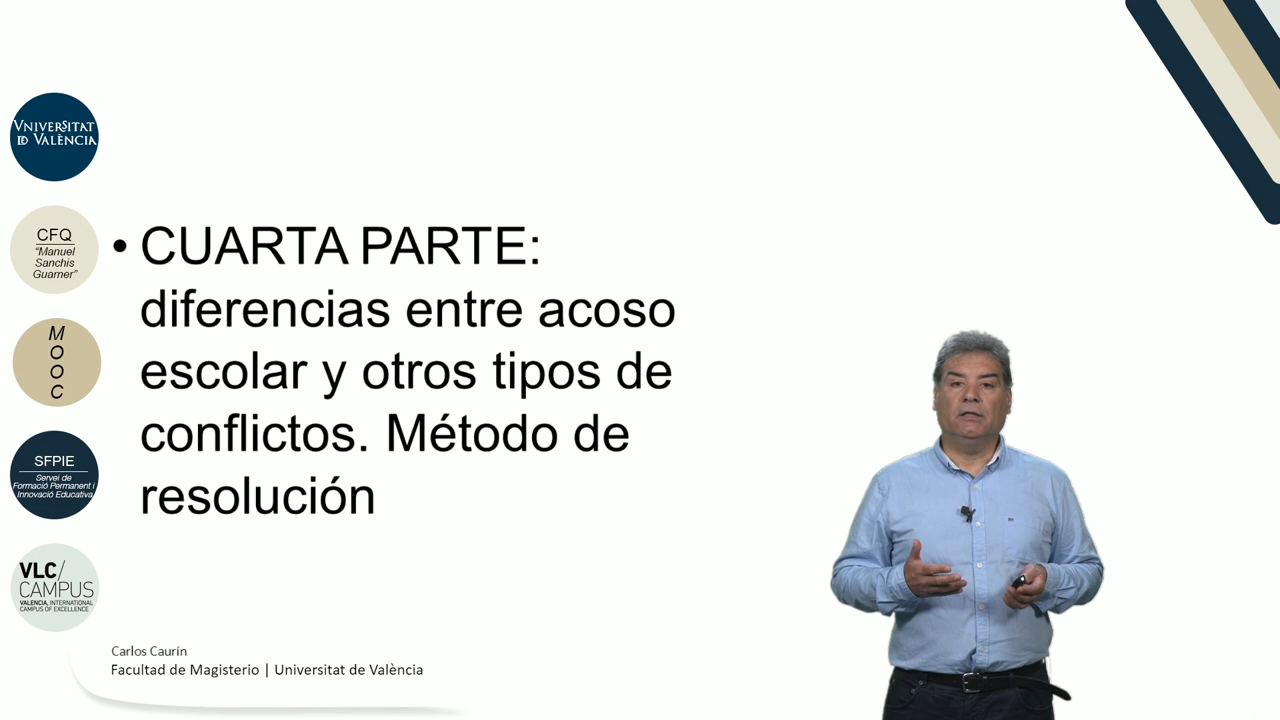 VNIVERSITAT
ID VALÈNCIA
CFQ
“Manuel
Sanchis
Guarner”
M
O
O
C
SFPIE
Servei de
Formació Permanent i
Innovació Educativa
VLC/
CAMPUS
VALENCIA, INTERNATIONAL
CAMPUS OF EXCELLENCE
• CUARTA PARTE:
diferencias entre acoso
escolar y otros tipos de
conflictos. Método de
resolución
Carlos Caurín
Facultad de Magisterio | Universitat de València